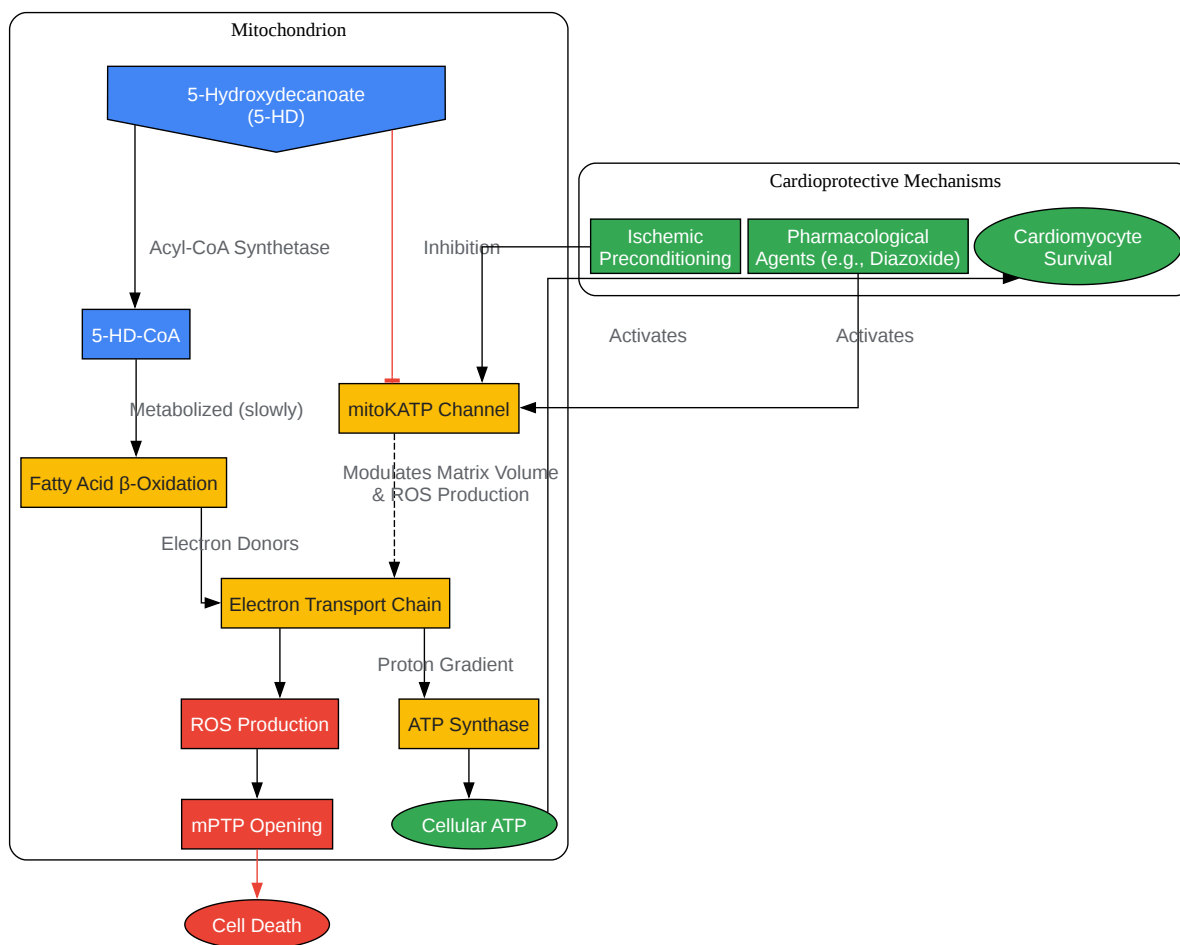 Mitochondrion
5-Hydroxydecanoate
(5-HD)
Cardioprotective Mechanisms
Ischemic
Preconditioning
Pharmacological
Agents (e.g., Diazoxide)
Cardiomyocyte
Survival
Acyl-CoA Synthetase
Inhibition
5-HD-CoA
Activates
Activates
Metabolized (slowly)
mitoKATP Channel
Modulates Matrix Volume
& ROS Production
Fatty Acid β-Oxidation
Electron Donors
Electron Transport Chain
Proton Gradient
ROS Production
ATP Synthase
mPTP Opening
Cellular ATP
Cell Death